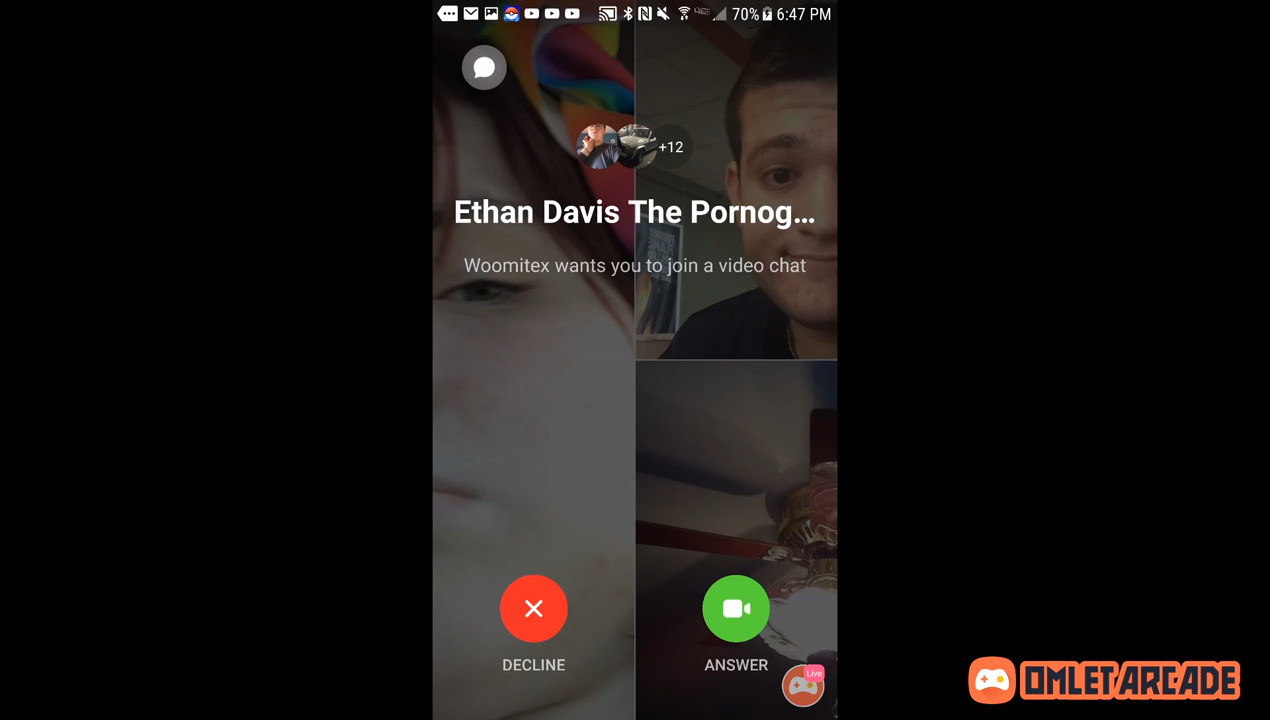 70% 6:47 PM
+12
Ethan Davis The Pornog...
Woomitex wants you to join a video chat
DECLINE
ANSWER
Live
OMLET ARCADE